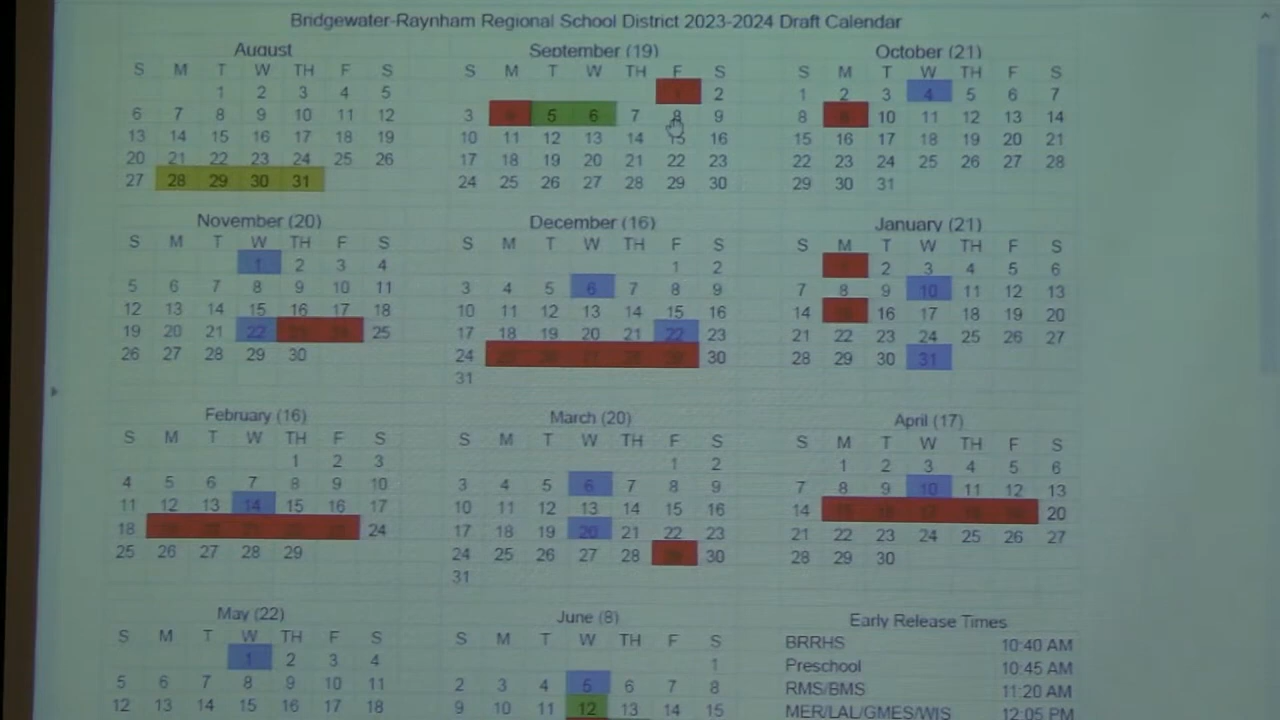 Bridgewater-Raynham Regional School District 2023-2024 Draft Calendar
August
S M T W TH F S
1 2 3 4 5
6 7 8 9 10 11 12
13 14 15 16 17 18 19
20 21 22 23 24 25 26
27 28 29 30 31
September (19)
S M T W TH F S
2
3 5 6 7 8 9
10 11 12 13 14 15 16
17 18 19 20 21 22 23
24 25 26 27 28 29 30
October (21)
S M T W TH F S
1 2 3 4 5 6 7
8 10 11 12 13 14
15 16 17 18 19 20 21
22 23 24 25 26 27 28
29 30 31
November (20)
S M T W TH F S
1 2 3 4
5 6 7 8 9 10 11
12 13 14 15 16 17 18
19 20 21 22 25
26 27 28 29 30
December (16)
S M T W TH F S
1 2
3 4 5 6 7 8 9
10 11 12 13 14 15 16
17 18 19 20 21 22 23
24 30
31
January (21)
S M T W TH F S
2 3 4 5 6
7 8 9 10 11 12 13
14 16 17 18 19 20
21 22 23 24 25 26 27
28 29 30 31
February (16)
S M T W TH F S
1 2 3
4 5 6 7 8 9 10
11 12 13 14 15 16 17
18 24
25 26 27 28 29
March (20)
S M T W TH F S
1 2
3 4 5 6 7 8 9
10 11 12 13 14 15 16
17 18 19 20 21 22 23
24 25 26 27 28 30
31
April (17)
S M T W TH F S
1 2 3 4 5 6
7 8 9 10 11 12 13
14 20
21 22 23 24 25 26 27
28 29 30
May (22)
S M T W TH F S
1 2 3 4
5 6 7 8 9 10 11
12 13 14 15 16 17 18
June (8)
S M T W TH F S
1
2 3 4 5 6 7 8
9 10 11 12 13 14 15
Early Release Times
BRRHS 10:40 AM
Preschool 10:45 AM
RMS/BMS 11:20 AM
MER/LAL/GMES/WIS 12:05 PM